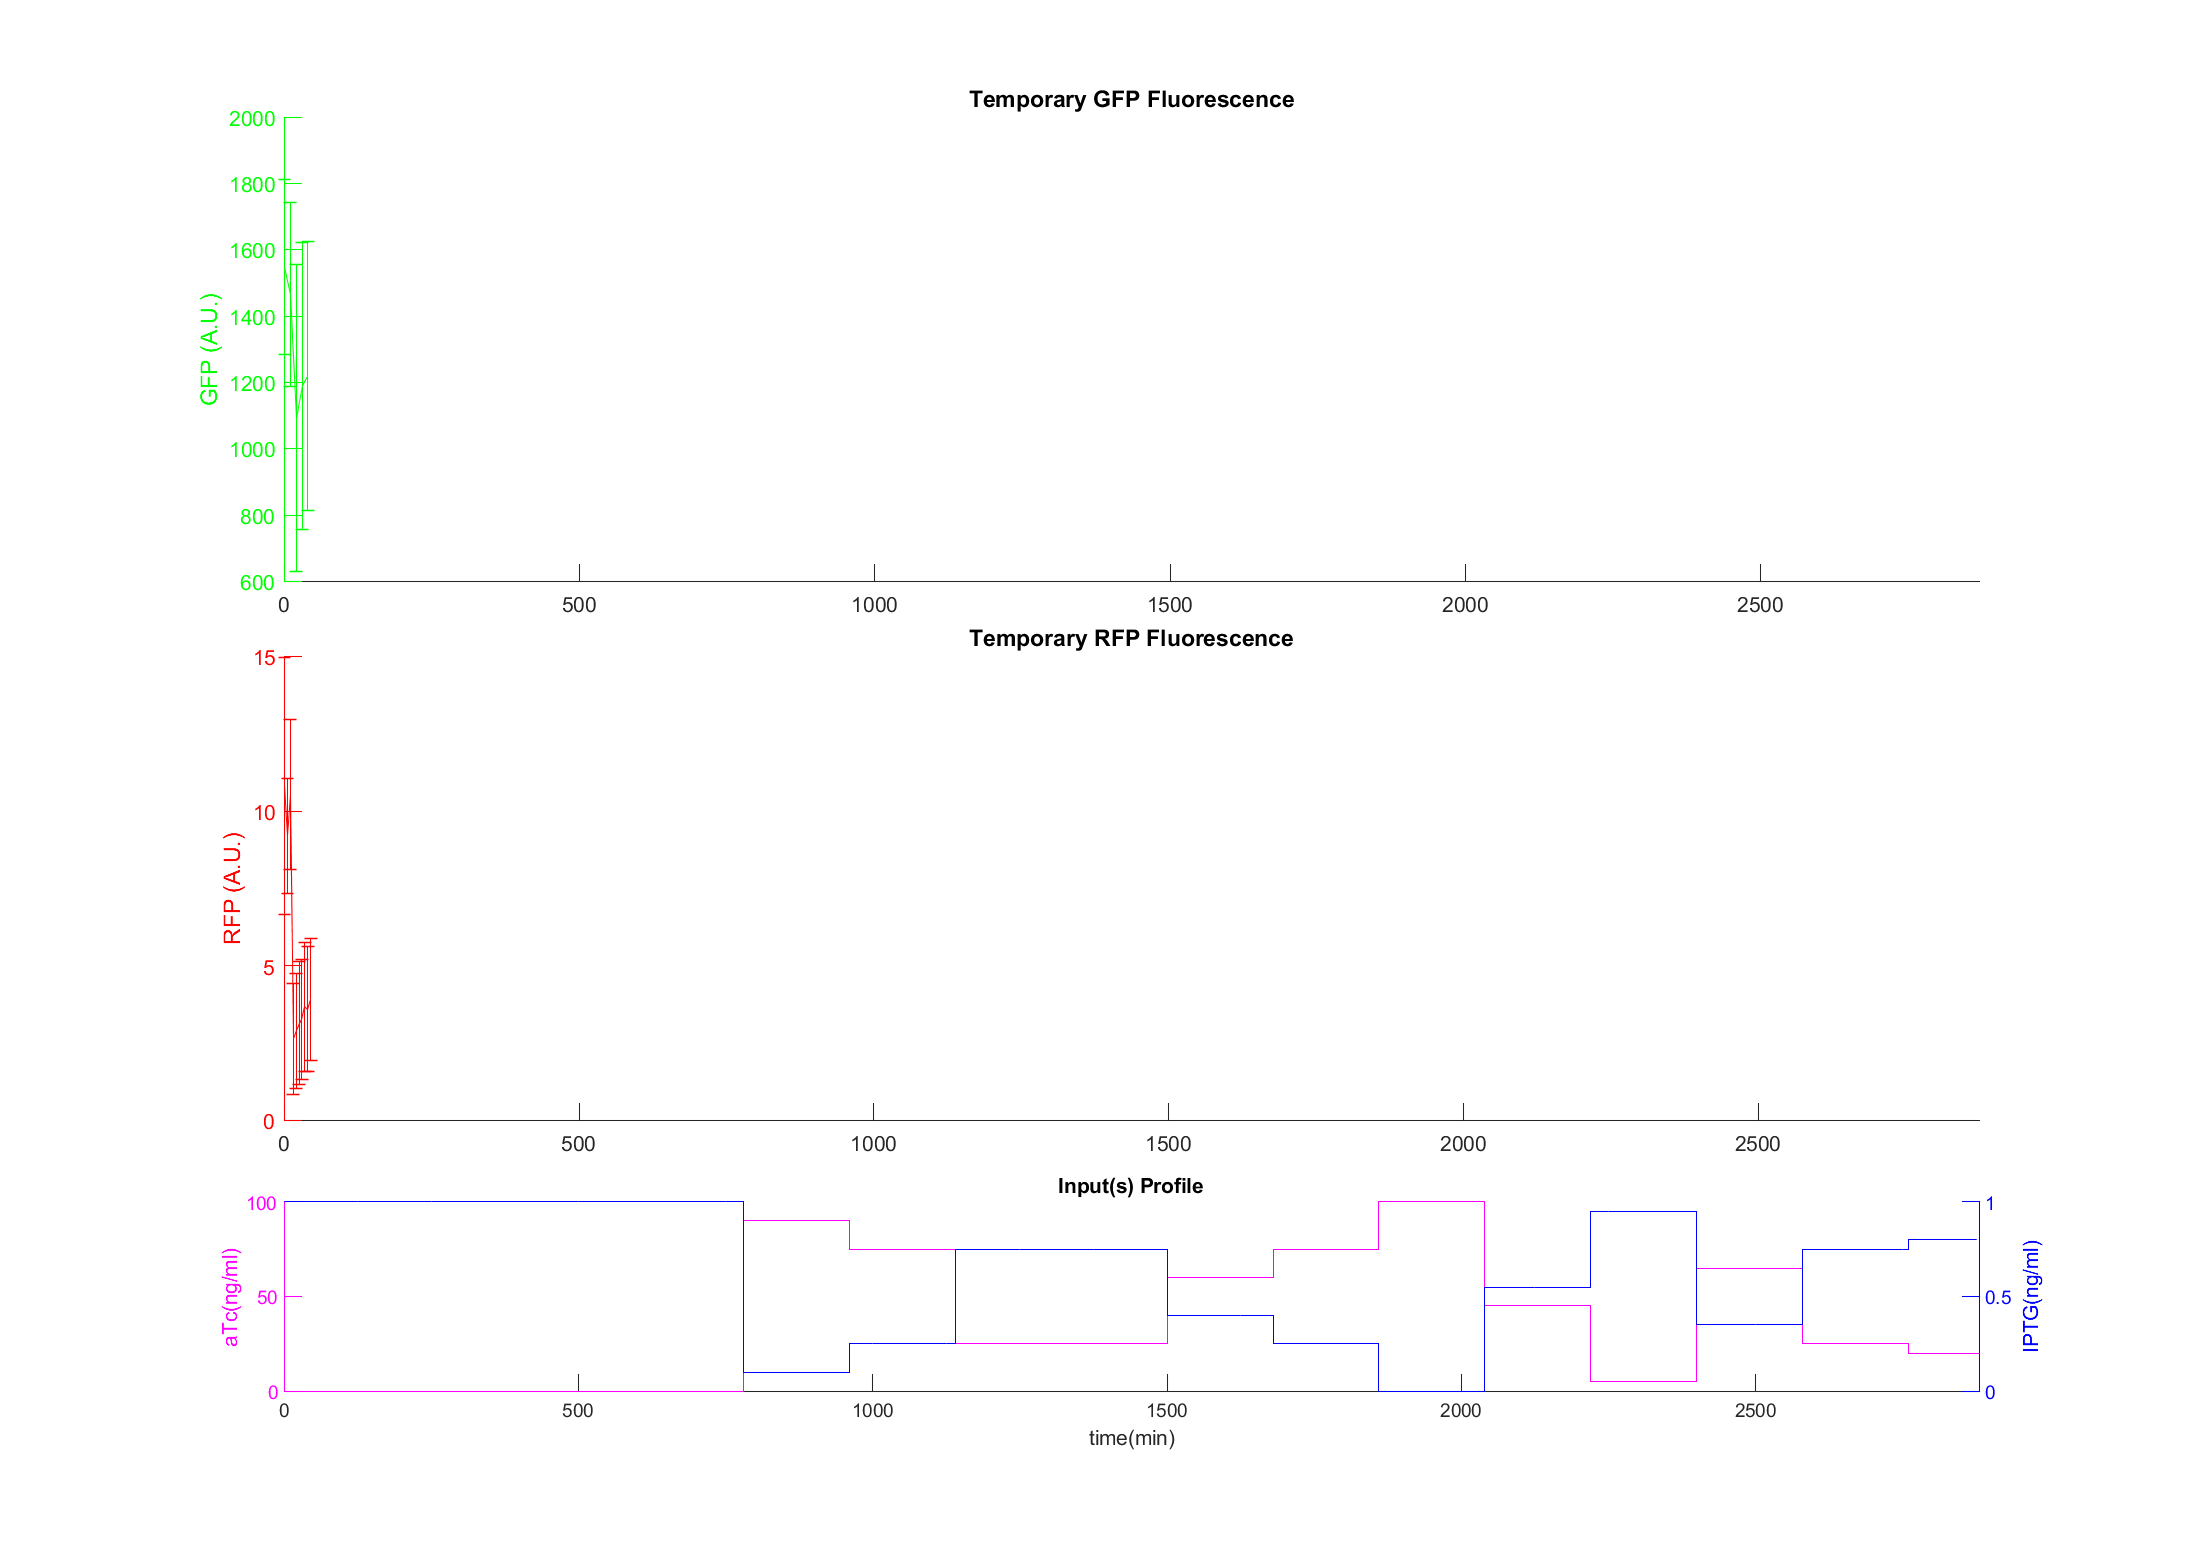 Temporary GFP Fluorescence
2000
1800
1600
1400
1200
1000
800
600
GFP (A.U.)
0 500 1000 1500 2000 2500
Temporary RFP Fluorescence
15
10
5
0
RFP (A.U.)
0 500 1000 1500 2000 2500
Input(s) Profile
100
50
0
aTc(ng/ml)
1
0.5
0
IPTG(ng/ml)
0 500 1000 1500 2000 2500
time(min)